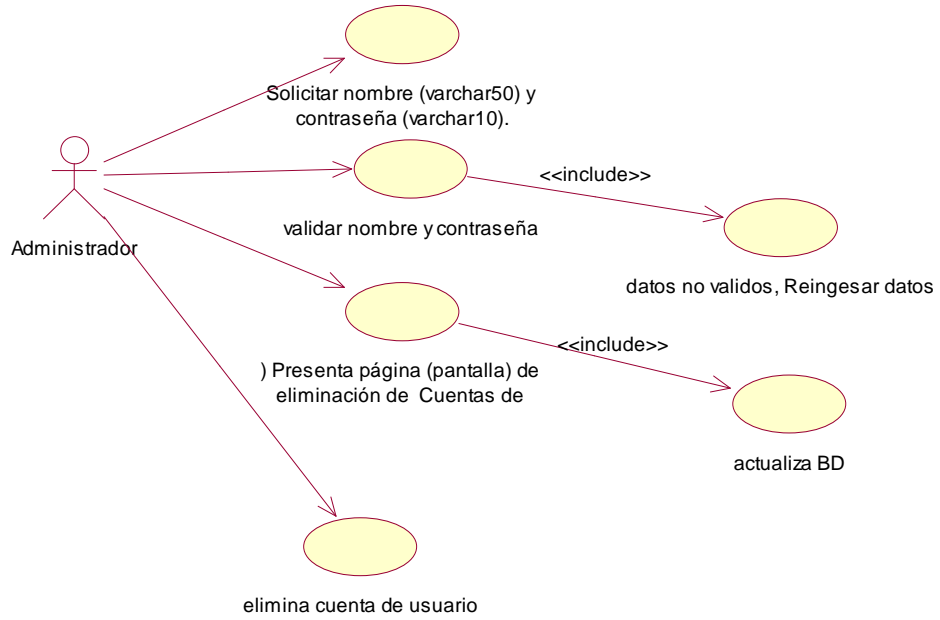 Solicitar nombre (varchar50) y
contraseña (varchar10).
<<include>>
validar nombre y contraseña
Administrador
datos no validos, Reingesar datos
<<include>>
) Presenta página (pantalla) de
eliminación de Cuentas de
actualiza BD
elimina cuenta de usuario